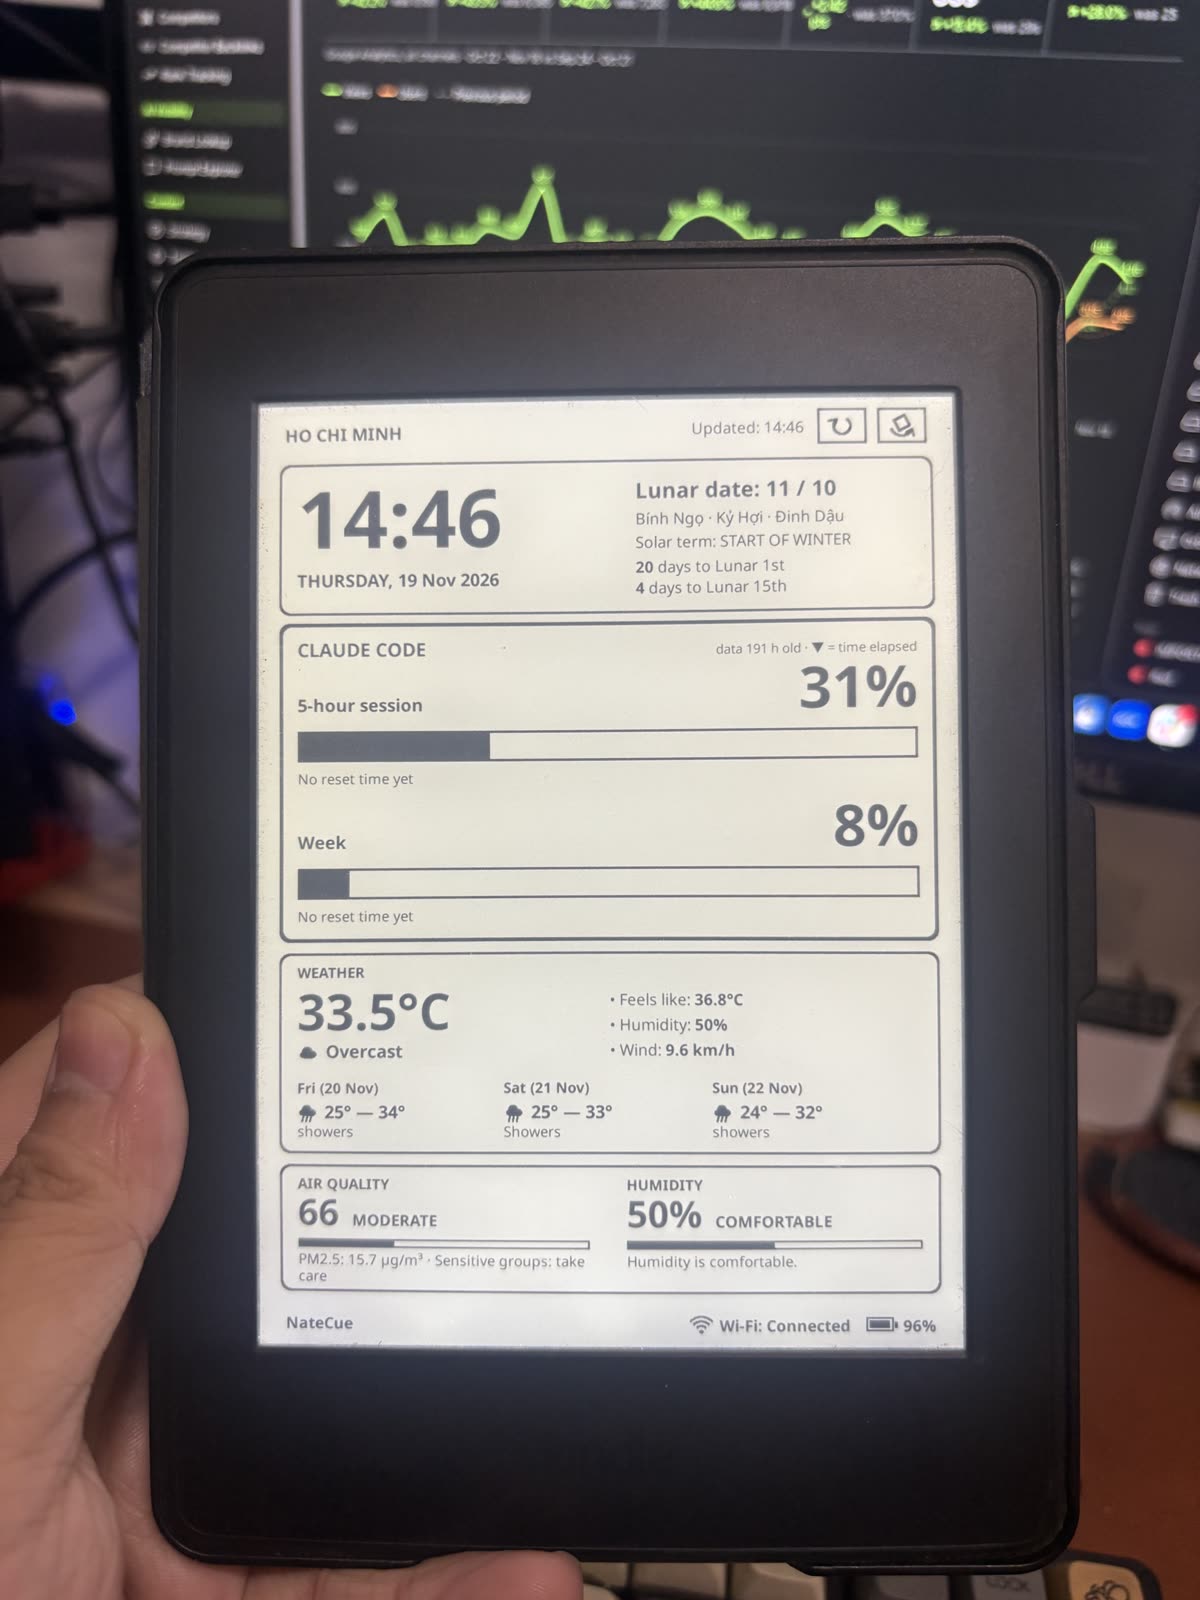 HO CHI MINH
Updated: 14:46
14:46
THURSDAY, 19 Nov 2026
Lunar date: 11 / 10
Bính Ngọ · Kỷ Hợi · Đinh Dậu
Solar term: START OF WINTER
20 days to Lunar 1st
4 days to Lunar 15th
CLAUDE CODE
data 191 h old · ▼ = time elapsed
5-hour session
31%
No reset time yet
Week
8%
No reset time yet
WEATHER
33.5°C
Overcast
• Feels like: 36.8°C
• Humidity: 50%
• Wind: 9.6 km/h
Fri (20 Nov)
25° — 34°
showers
Sat (21 Nov)
25° — 33°
Showers
Sun (22 Nov)
24° — 32°
showers
AIR QUALITY
66 MODERATE
PM2.5: 15.7 µg/m³ · Sensitive groups: take
care
HUMIDITY
50% COMFORTABLE
Humidity is comfortable.
NateCue
Wi-Fi: Connected
96%